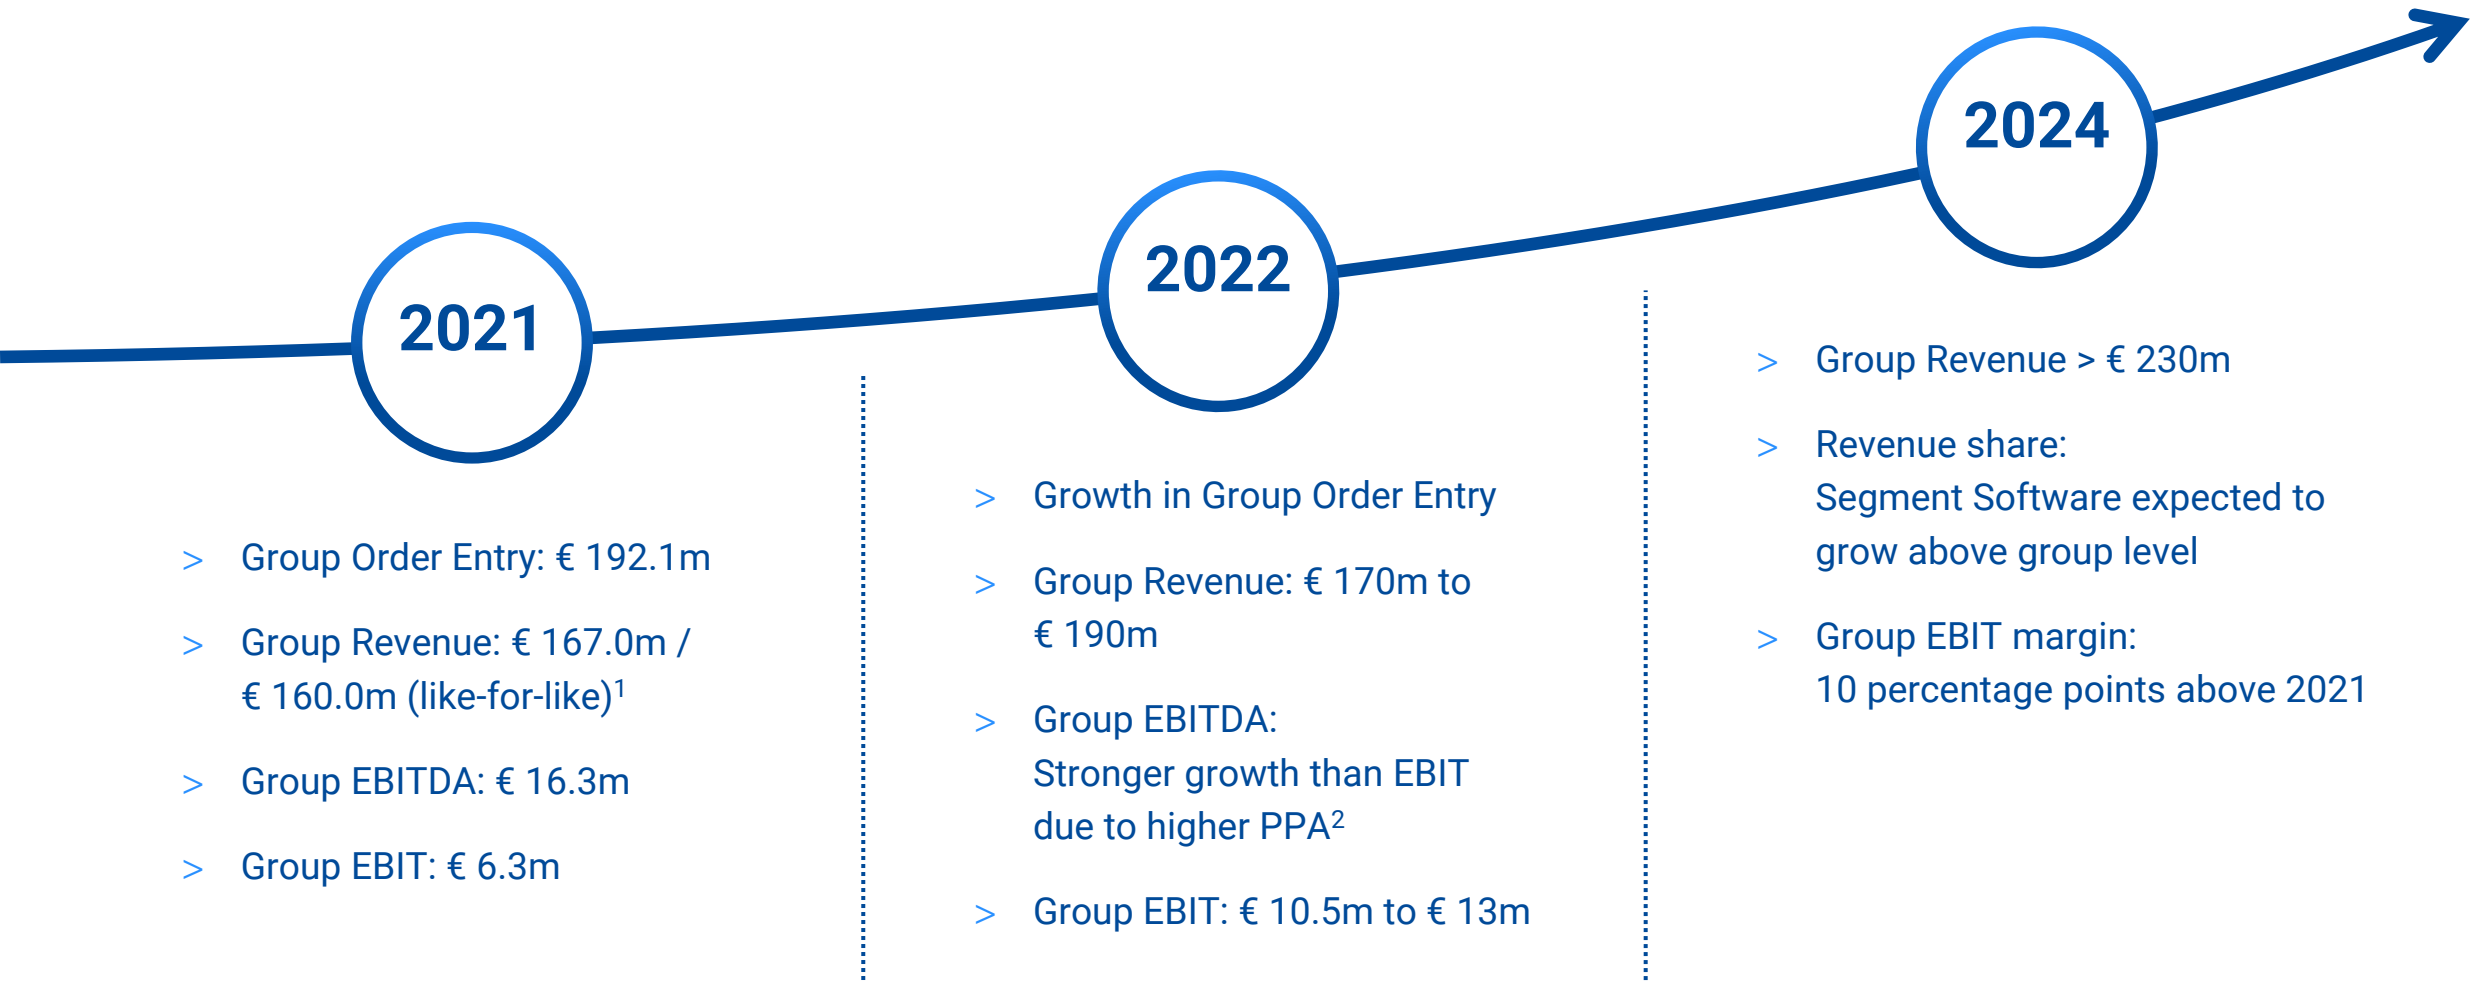 2021
> Group Order Entry: € 192.1m
> Group Revenue: € 167.0m /
€ 160.0m (like-for-like)¹
> Group EBITDA: € 16.3m
> Group EBIT: € 6.3m
2022
> Growth in Group Order Entry
> Group Revenue: € 170m to
€ 190m
> Group EBITDA:
Stronger growth than EBIT
due to higher PPA²
> Group EBIT: € 10.5m to € 13m
2024
> Group Revenue > € 230m
> Revenue share:
Segment Software expected to
grow above group level
> Group EBIT margin:
10 percentage points above 2021